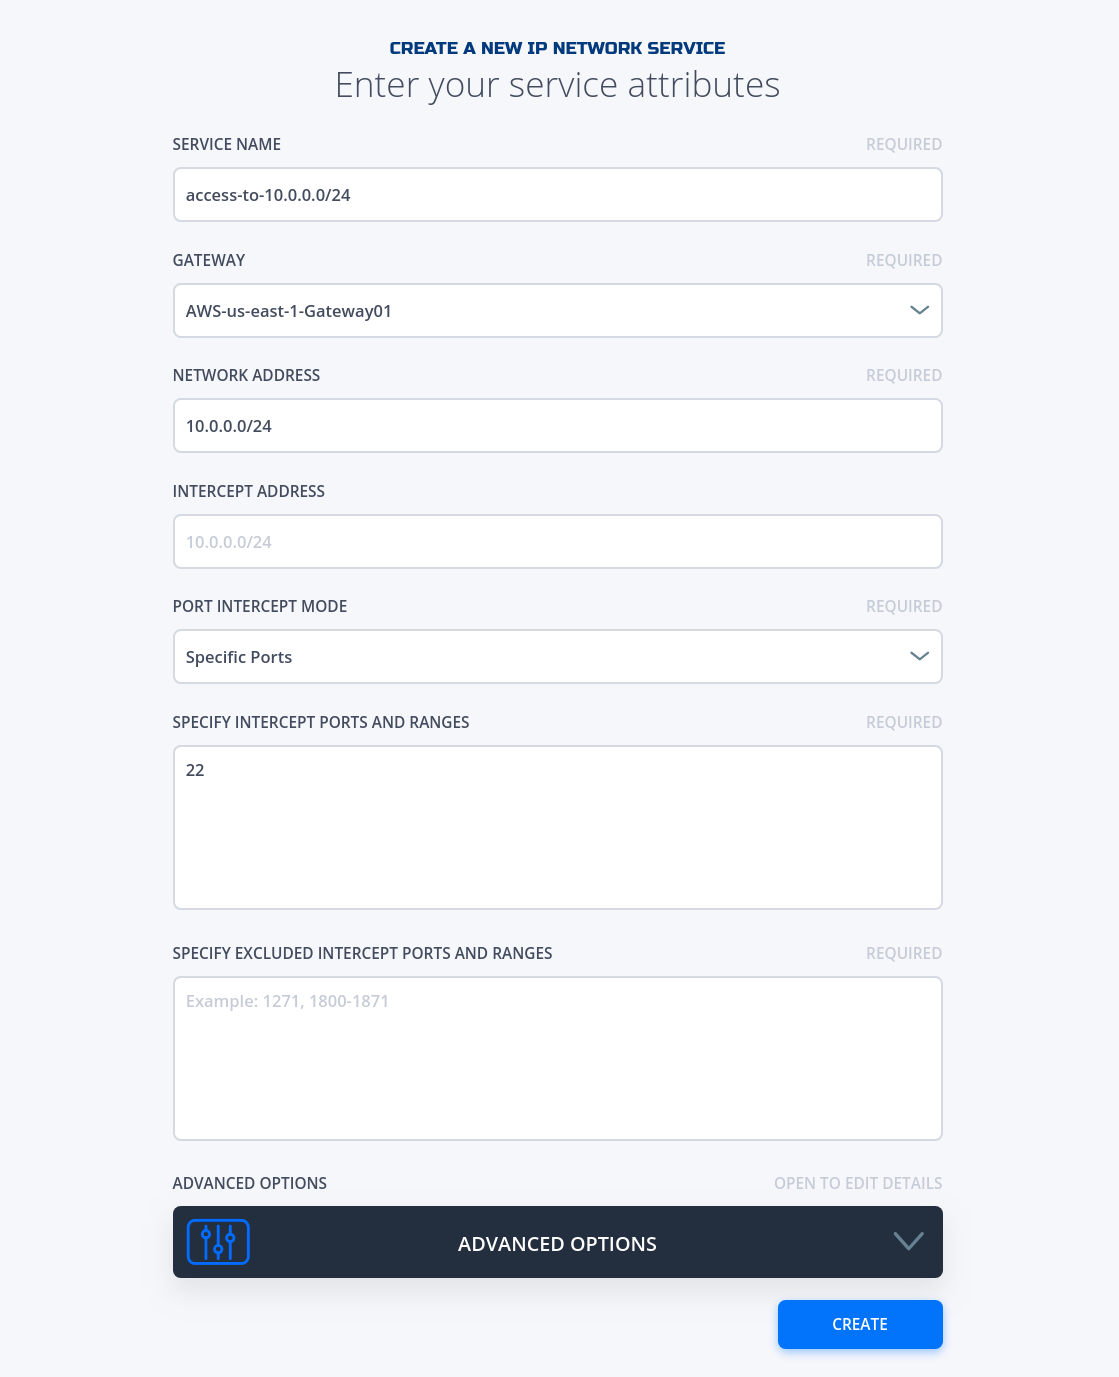 CREATE A NEW IP NETWORK SERVICE
Enter your service attributes
SERVICE NAME REQUIRED
access-to-10.0.0.0/24
GATEWAY REQUIRED
AWS-us-east-1-Gateway01
NETWORK ADDRESS REQUIRED
10.0.0.0/24
INTERCEPT ADDRESS
10.0.0.0/24
PORT INTERCEPT MODE REQUIRED
Specific Ports
SPECIFY INTERCEPT PORTS AND RANGES REQUIRED
22
SPECIFY EXCLUDED INTERCEPT PORTS AND RANGES REQUIRED
Example: 1271, 1800-1871
ADVANCED OPTIONS OPEN TO EDIT DETAILS
ADVANCED OPTIONS
CREATE